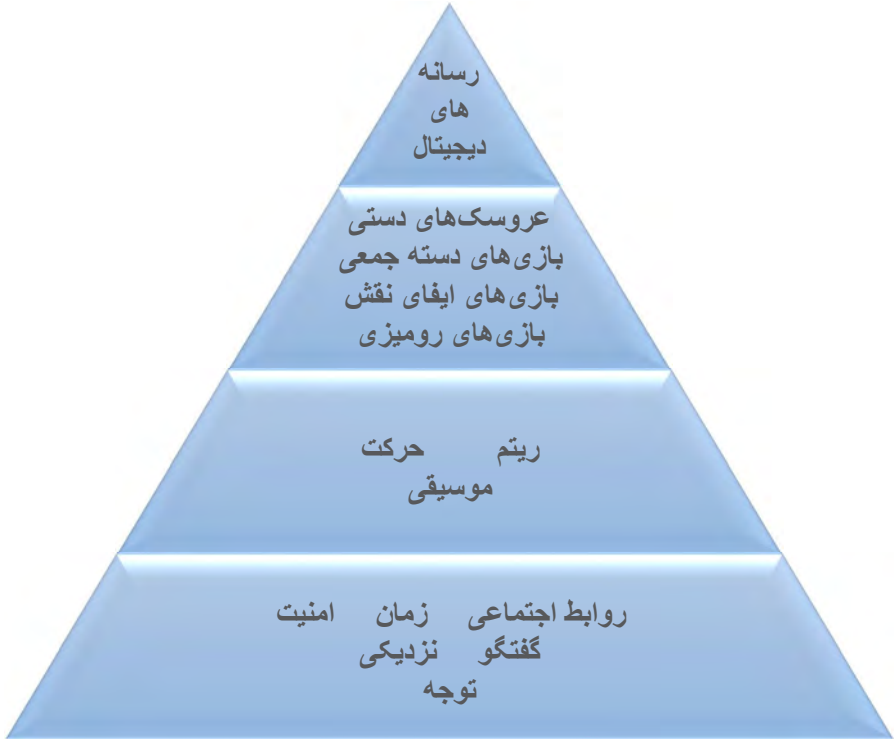 رسانه
های
دیجیتال
عروسک‌های دستی
بازی‌های دسته جمعی
بازی‌های ایفای نقش
بازی‌های رومیزی
ریتم حرکت
موسیقی
روابط اجتماعی زمان امنیت
گفتگو نزدیکی
توجه